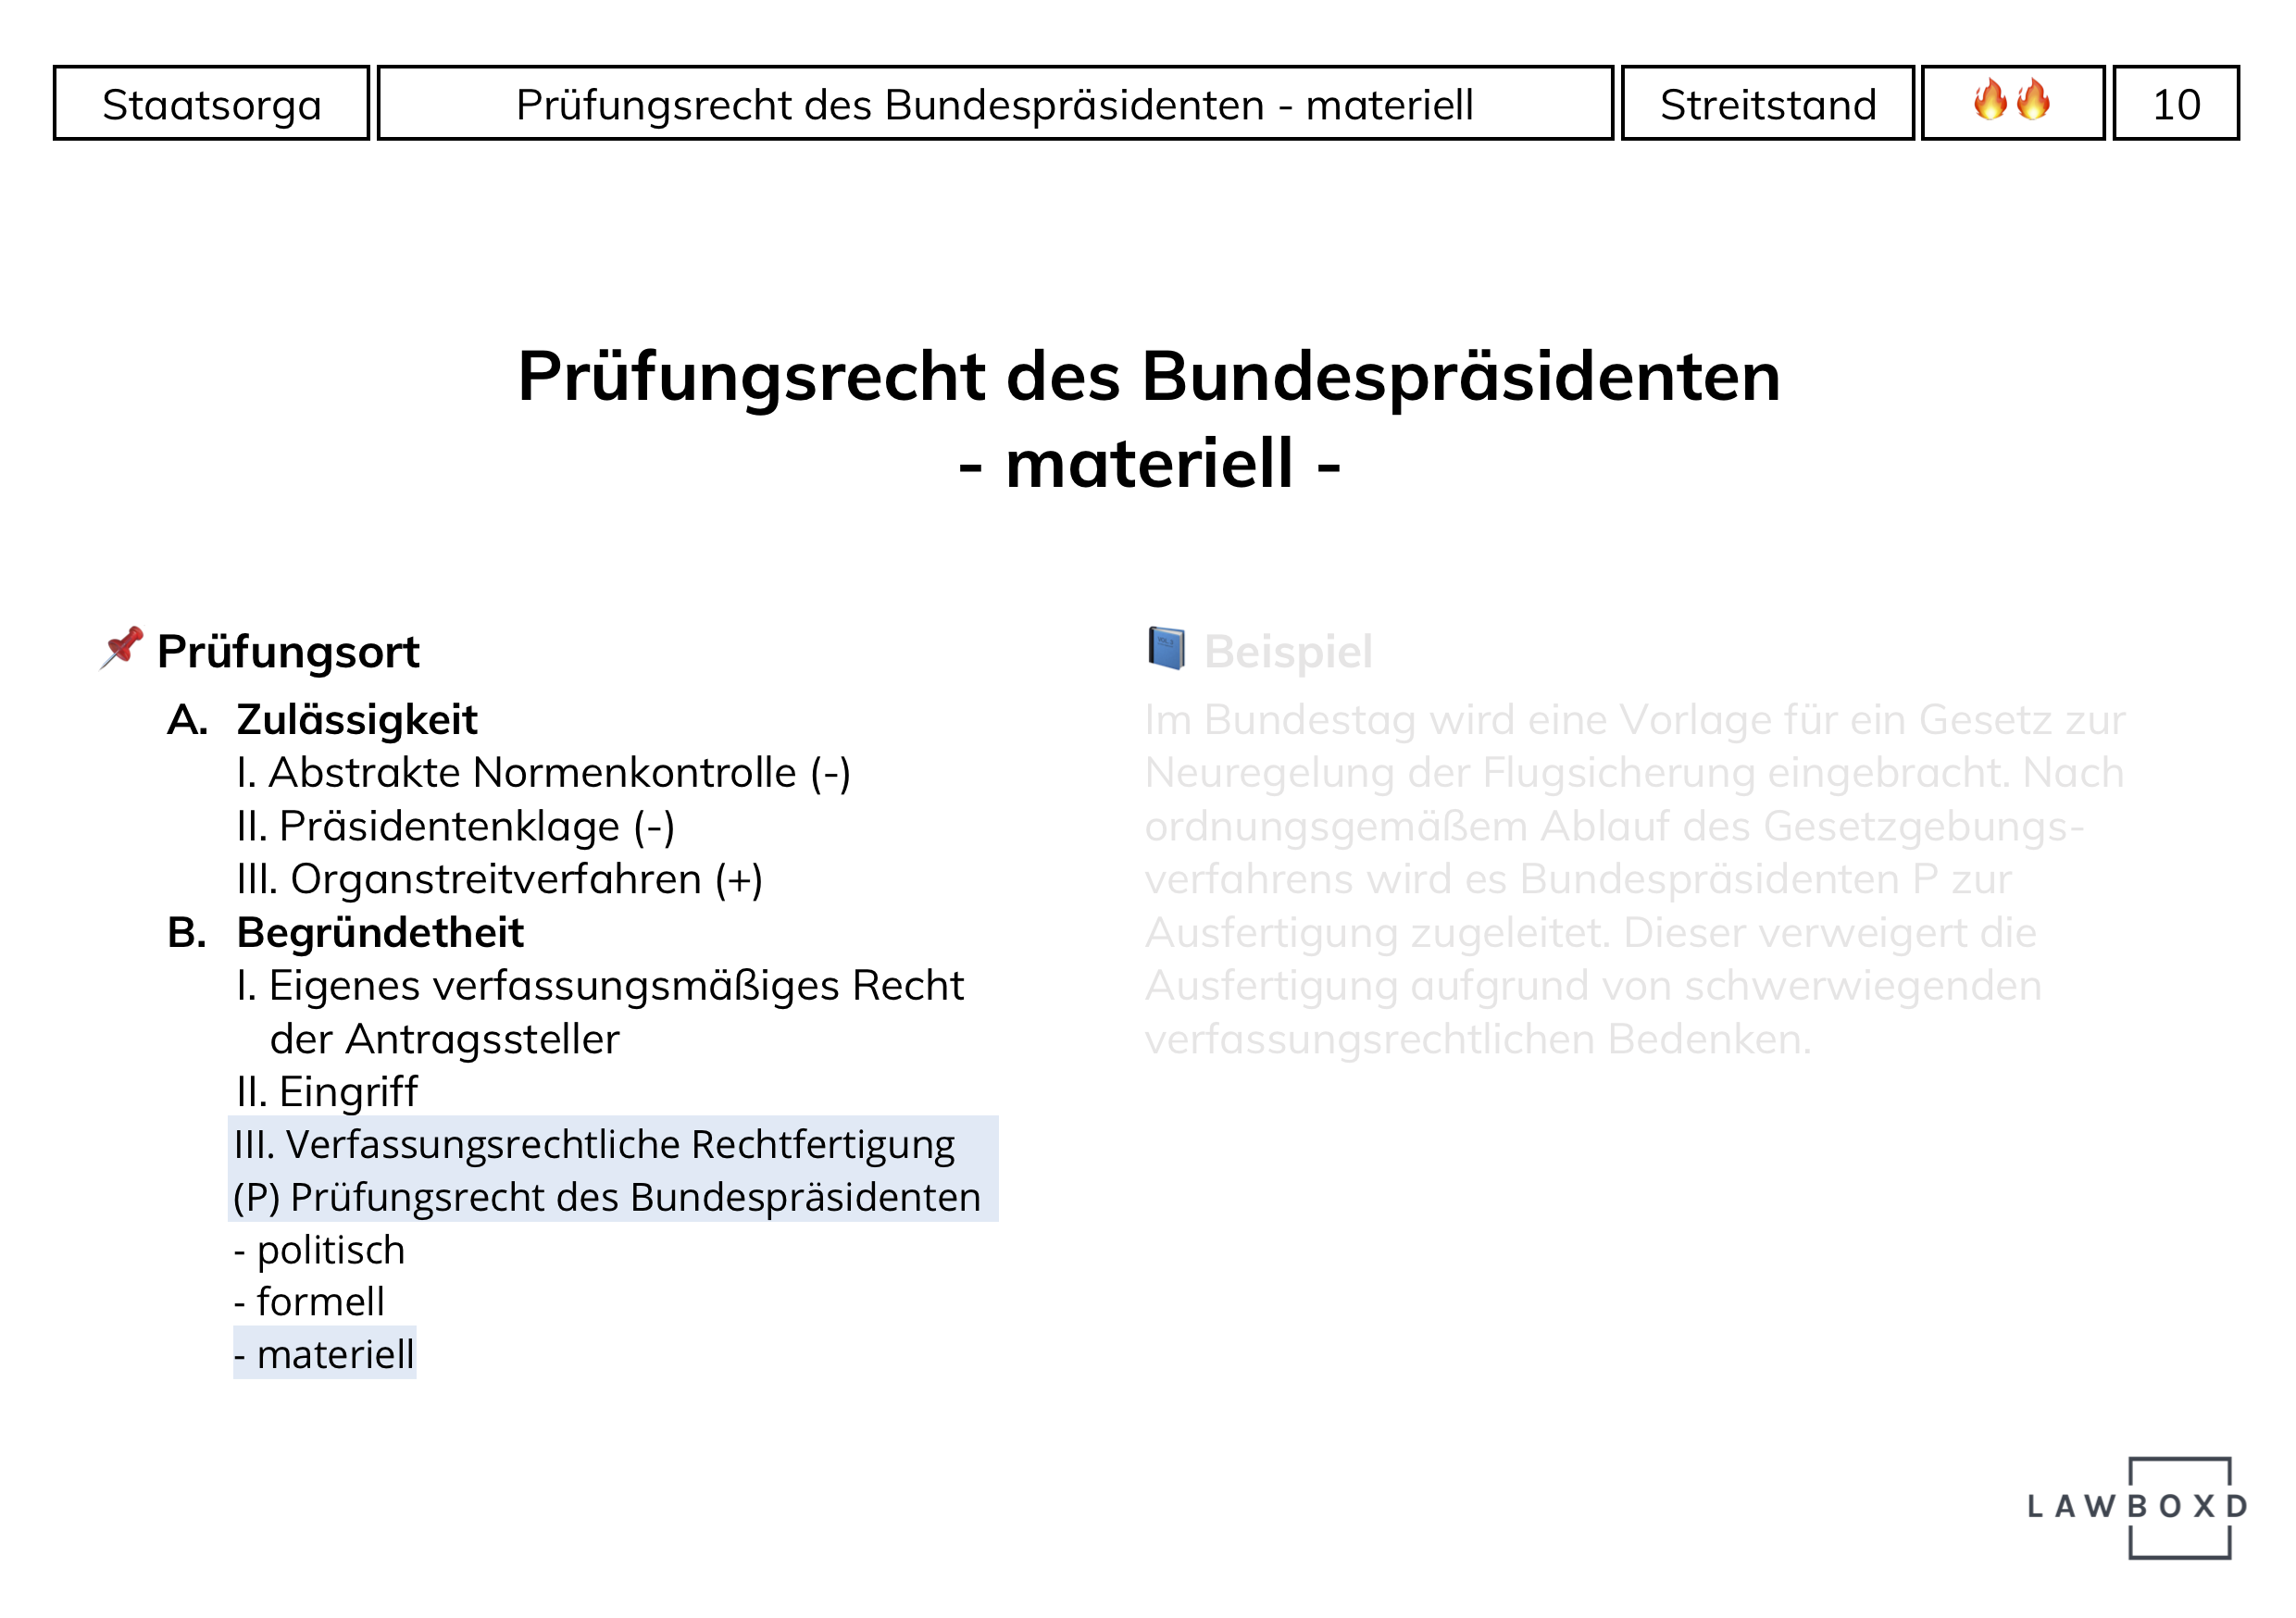 Staatsorga
Prüfungsrecht des Bundespräsidenten - materiell
Streitstand
10
Prüfungsrecht des Bundespräsidenten
- materiell -
Prüfungsort
A. Zulässigkeit
I. Abstrakte Normenkontrolle (-)
II. Präsidentenklage (-)
III. Organstreitverfahren (+)
B. Begründetheit
I. Eigenes verfassungsmäßiges Recht
der Antragssteller
II. Eingriff
III. Verfassungsrechtliche Rechtfertigung
(P) Prüfungsrecht des Bundespräsidenten
- politisch
- formell
- materiell
Beispiel
Im Bundestag wird eine Vorlage für ein Gesetz zur
Neuregelung der Flugsicherung eingebracht. Nach
ordnungsgemäßem Ablauf des Gesetzgebungs-
verfahrens wird es Bundespräsidenten P zur
Ausfertigung zugeleitet. Dieser verweigert die
Ausfertigung aufgrund von schwerwiegenden
verfassungsrechtlichen Bedenken.
LAWBOXD